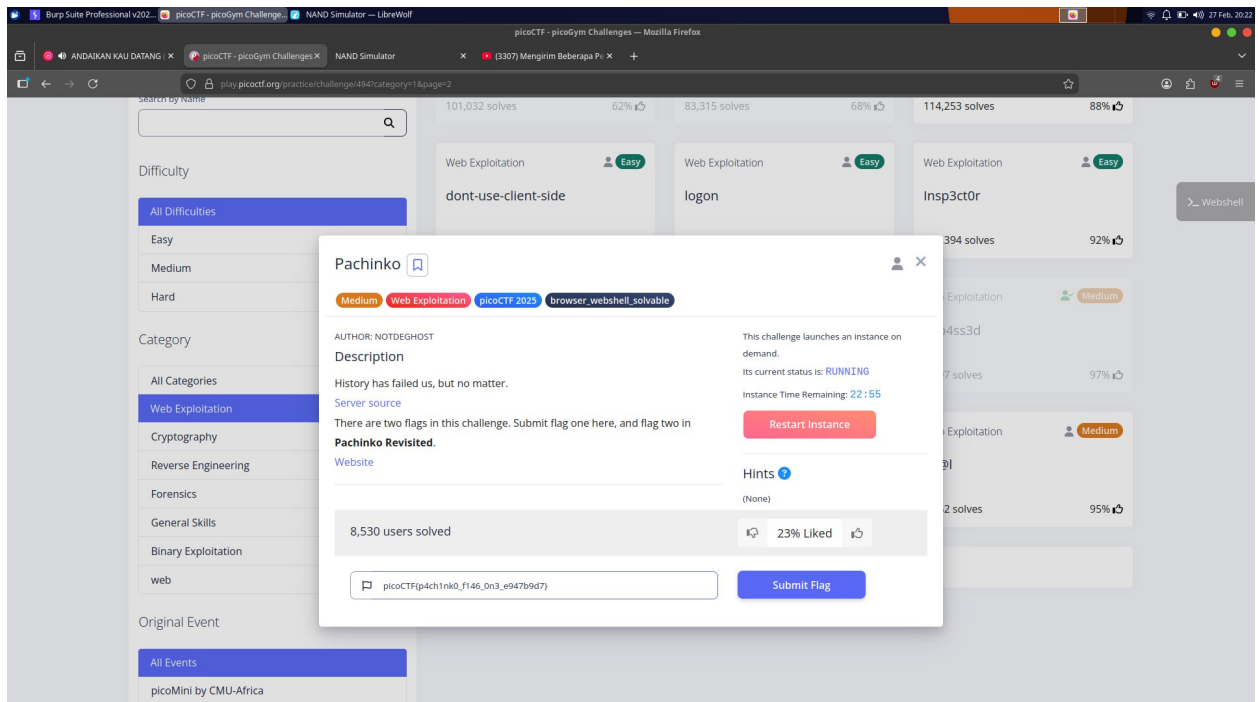 Burp Suite Professional v202...
picoCTF - picoGym Challenge...
NAND Simulator — LibreWolf
27 Feb, 20:22
picoCTF - picoGym Challenges — Mozilla Firefox
ANDAIKAN KAU DATANG (
picoCTF - picoGym Challenges
NAND Simulator
(3307) Mengirim Beberapa Pe
play.picoctf.org/practice/challenge/494?category=1&page=2
4
Search by Name
101,032 solves
62%
83,315 solves
68%
114,253 solves
88%
Difficulty
All Difficulties
Easy
Medium
Hard
Category
All Categories
Web Exploitation
Cryptography
Reverse Engineering
Forensics
General Skills
Binary Exploitation
web
Original Event
All Events
picoMini by CMU-Africa
Web Exploitation
Easy
dont-use-client-side
Web Exploitation
Easy
logon
Web Exploitation
Easy
Insp3ct0r
394 solves
92%
>_ Webshell
Exploitation
Medium
4ss3d
7 solves
97%
Exploitation
Medium
2 solves
95%
Pachinko
Medium
Web Exploitation
picoCTF 2025
browser_webshell_solvable
AUTHOR: NOTDEGHOST
Description
History has failed us, but no matter.
Server source
There are two flags in this challenge. Submit flag one here, and flag two in
Pachinko Revisited.
Website
This challenge launches an instance on
demand.
Its current status is: RUNNING
Instance Time Remaining: 22:55
Restart Instance
Hints ?
(None)
8,530 users solved
23% Liked
picoCTF{p4ch1nk0_f146_0n3_e947b9d7}
Submit Flag